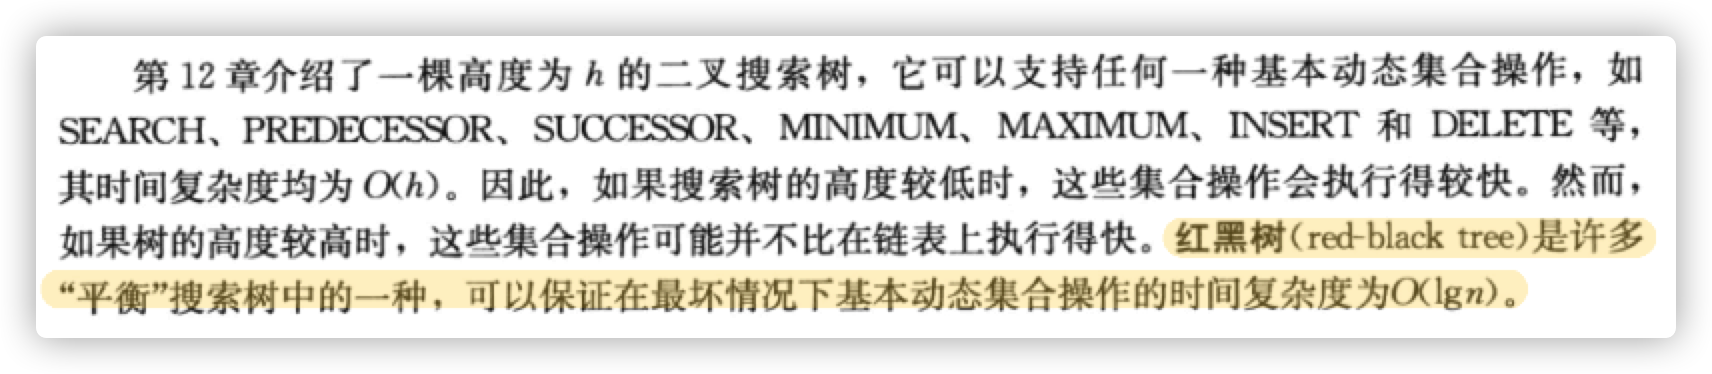 第 12 章介绍了一棵高度为 h 的二叉搜索树，它可以支持任何一种基本动态集合操作，如
SEARCH、PREDECESSOR、SUCCESSOR、MINIMUM、MAXIMUM、INSERT 和 DELETE 等，
其时间复杂度均为 O(h)。因此，如果搜索树的高度较低时，这些集合操作会执行得较快。然而，
如果树的高度较高时，这些集合操作可能并不比在链表上执行得快。红黑树(red-black tree)是许多
“平衡”搜索树中的一种，可以保证在最坏情况下基本动态集合操作的时间复杂度为O(lgn)。